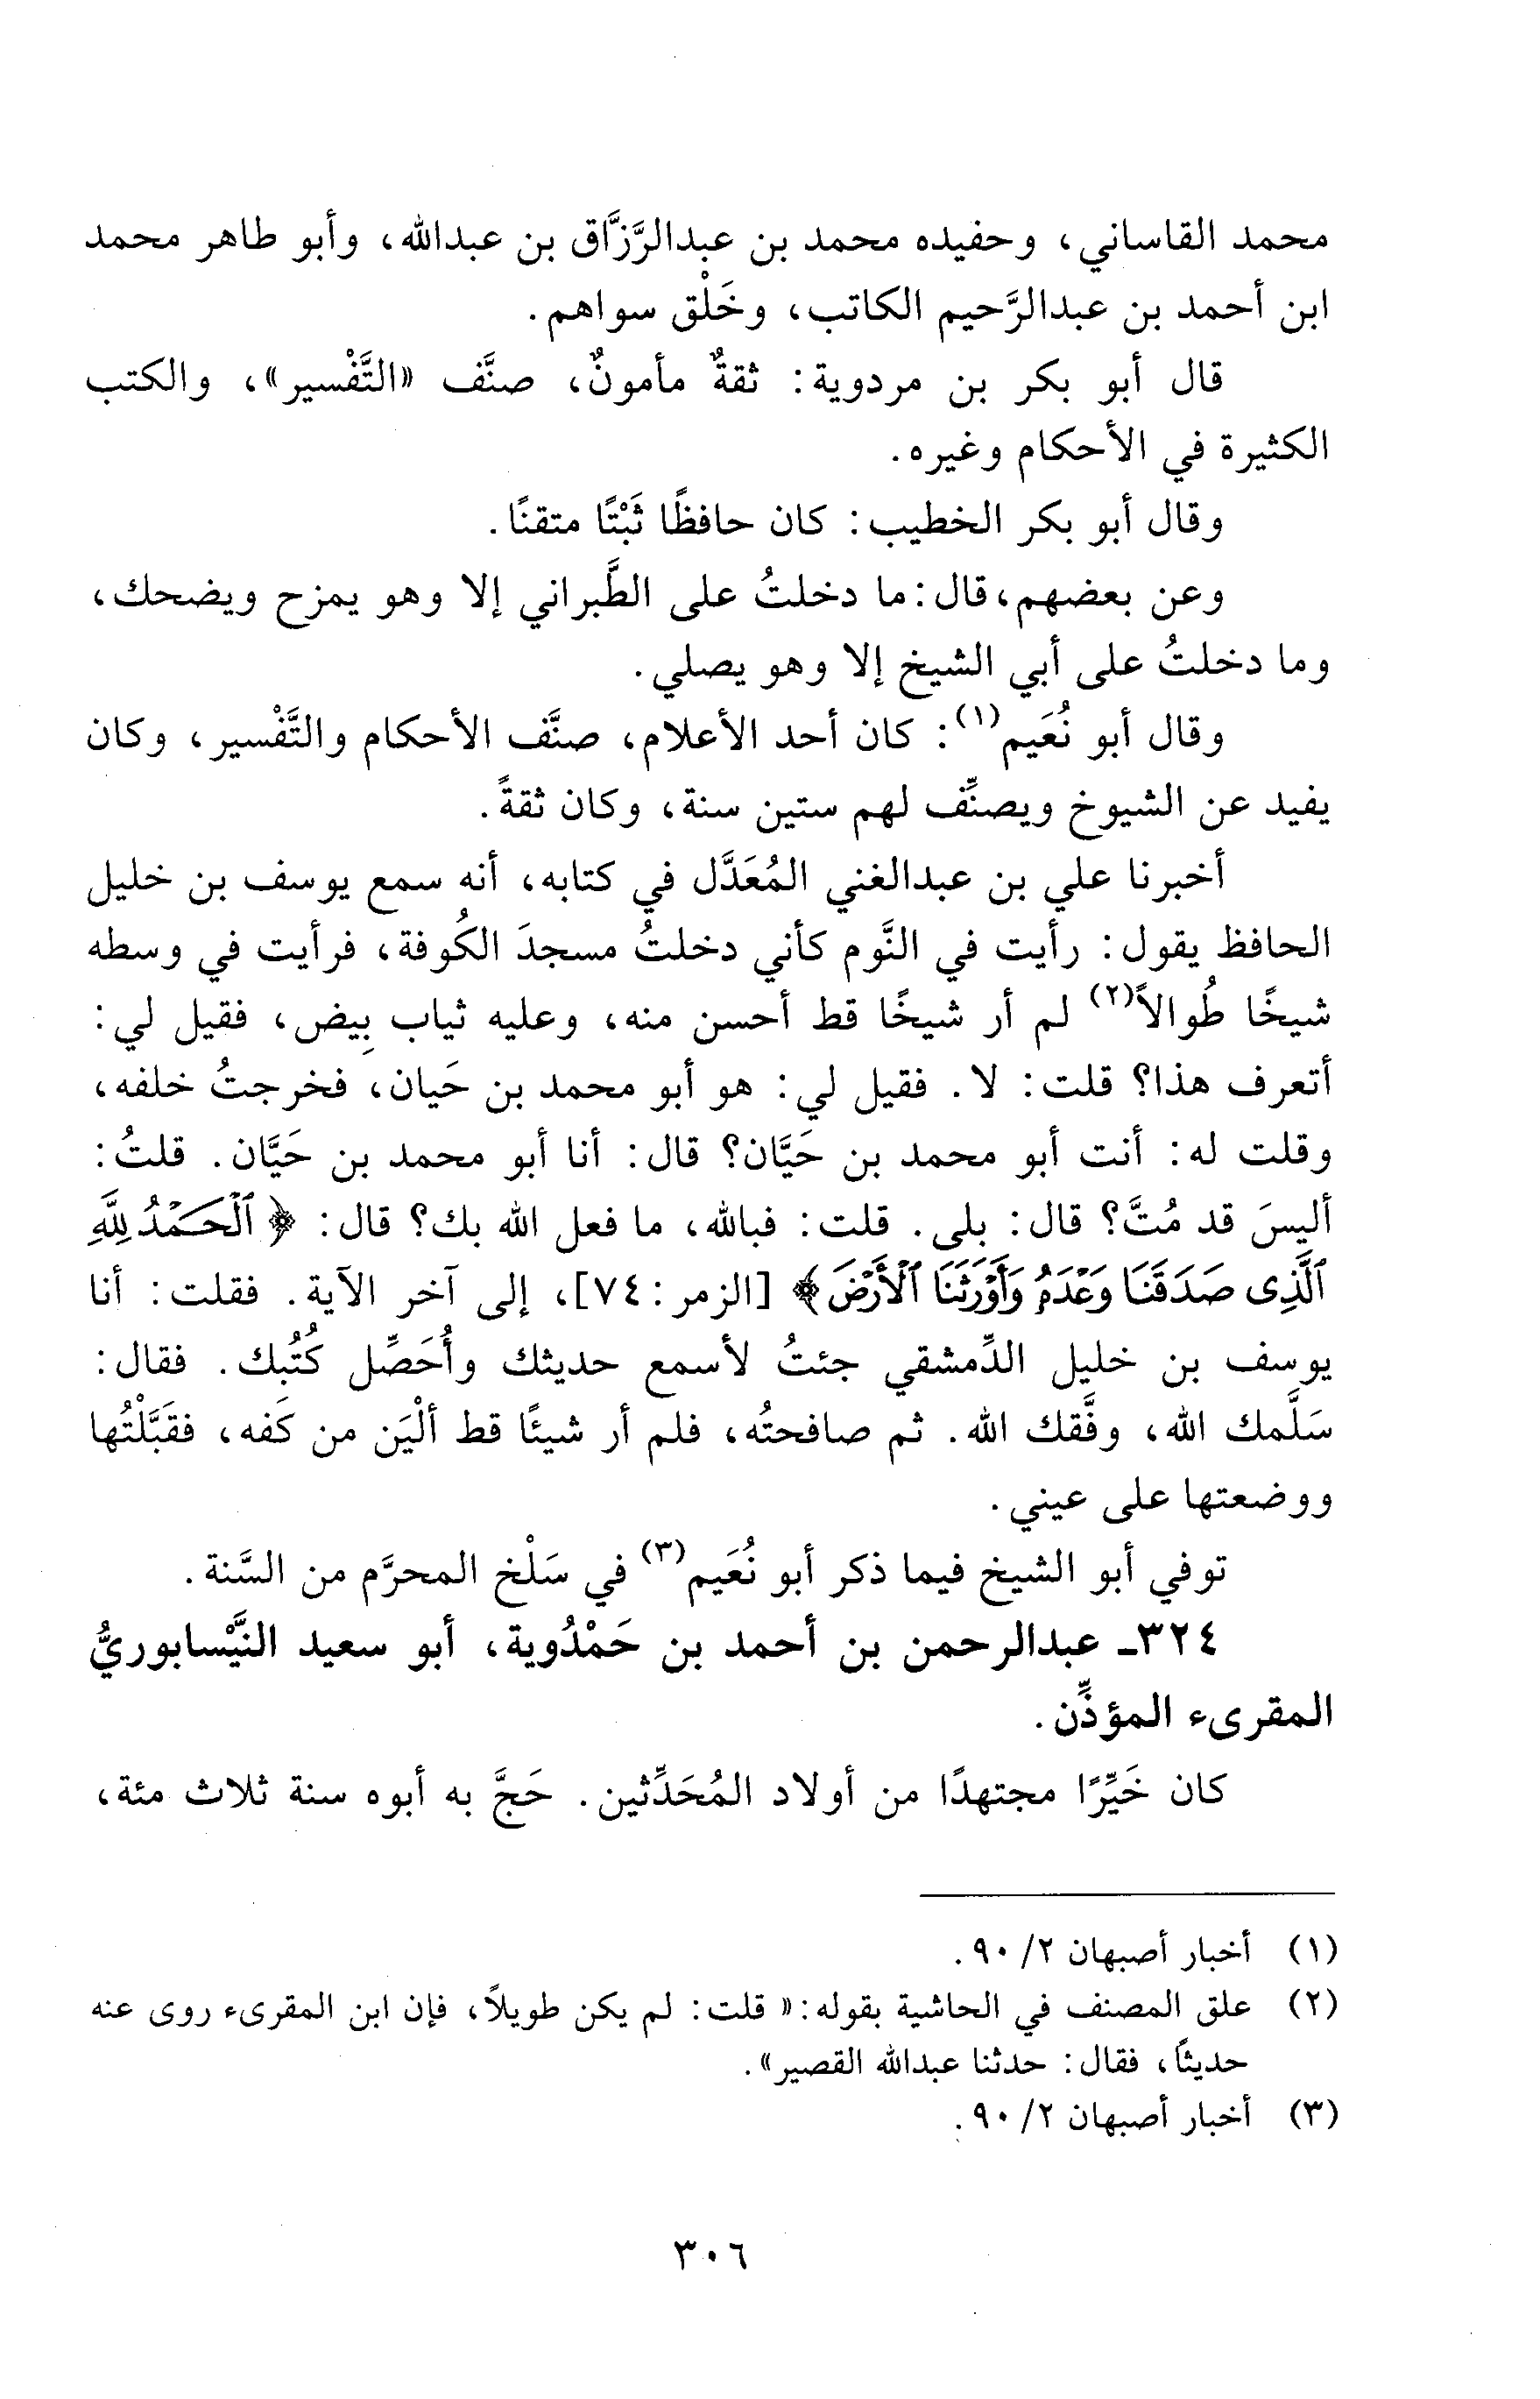 محمد القاساني، وحفيده محمد بن عبدالرَّزَّاق بن عبدالله، وأبو طاهر محمد
ابن أحمد بن عبدالرَّحيم الكاتب، وخَلْق سواهم.
قال أبو بكر بن مردوية: ثقةٌ مأمونٌ، صنَّف «التَّفْسير»، والكتب
الكثيرة في الأحكام وغيره.
وقال أبو بكر الخطيب: كان حافظًا ثَبْتًا متقنًا.
وعن بعضهم، قال: ما دخلتُ على الطَّبراني إلا وهو يمزح ويضحك،
وما دخلتُ على أبي الشيخ إلا وهو يصلي.
وقال أبو نُعَيم(١): كان أحد الأعلام، صنَّف الأحكام والتَّفْسير، وكان
يفيد عن الشيوخ ويصنِّف لهم ستين سنة، وكان ثقةً.
أخبرنا علي بن عبدالغني المُعَدَّل في كتابه، أنه سمع يوسف بن خليل
الحافظ يقول: رأيت في النَّوم كأني دخلتُ مسجدَ الكُوفة، فرأيت في وسطه
شيخًا طُوالاً(٢) لم أر شيخًا قط أحسن منه، وعليه ثياب بِيض، فقيل لي:
أتعرف هذا؟ قلت: لا. فقيل لي: هو أبو محمد بن حَيان، فخرجتُ خلفه،
وقلت له: أنت أبو محمد بن حَيَّان؟ قال: أنا أبو محمد بن حَيَّان. قلتُ:
أليسَ قد مُتَّ؟ قال: بلى. قلت: فبالله، ما فعل الله بك؟ قال: ﴿ٱلْحَمْدُ لِلَّهِ
ٱلَّذِى صَدَقَنَا وَعْدَهُۥ وَأَوْرَثَنَا ٱلْأَرْضَ﴾ [الزمر: ٧٤]، إلى آخر الآية. فقلت: أنا
يوسف بن خليل الدِّمشقي جئتُ لأسمع حديثك وأُحَصِّل كُتُبك. فقال:
سَلَّمك الله، وفَّقك الله. ثم صافحتُه، فلم أر شيئًا قط ألْيَن من كَفه، فقَبَّلْتُها
ووضعتها على عيني.
توفي أبو الشيخ فيما ذكر أبو نُعَيم(٣) في سَلْخ المحرَّم من السَّنة.
٣٢٤ـ عبدالرحمن بن أحمد بن حَمْدُوية، أبو سعيد النَّيْسابوريُّ
المقرىء المؤذِّن.
كان خَيِّرًا مجتهدًا من أولاد المُحَدِّثين. حَجَّ به أبوه سنة ثلاث مئة،
(١) أخبار أصبهان ٢/ ٩٠.
(٢) علق المصنف في الحاشية بقوله: «قلت: لم يكن طويلاً، فإن ابن المقرىء روى عنه
حديثاً، فقال: حدثنا عبدالله القصير».
(٣) أخبار أصبهان ٢/ ٩٠.
٣٠٦